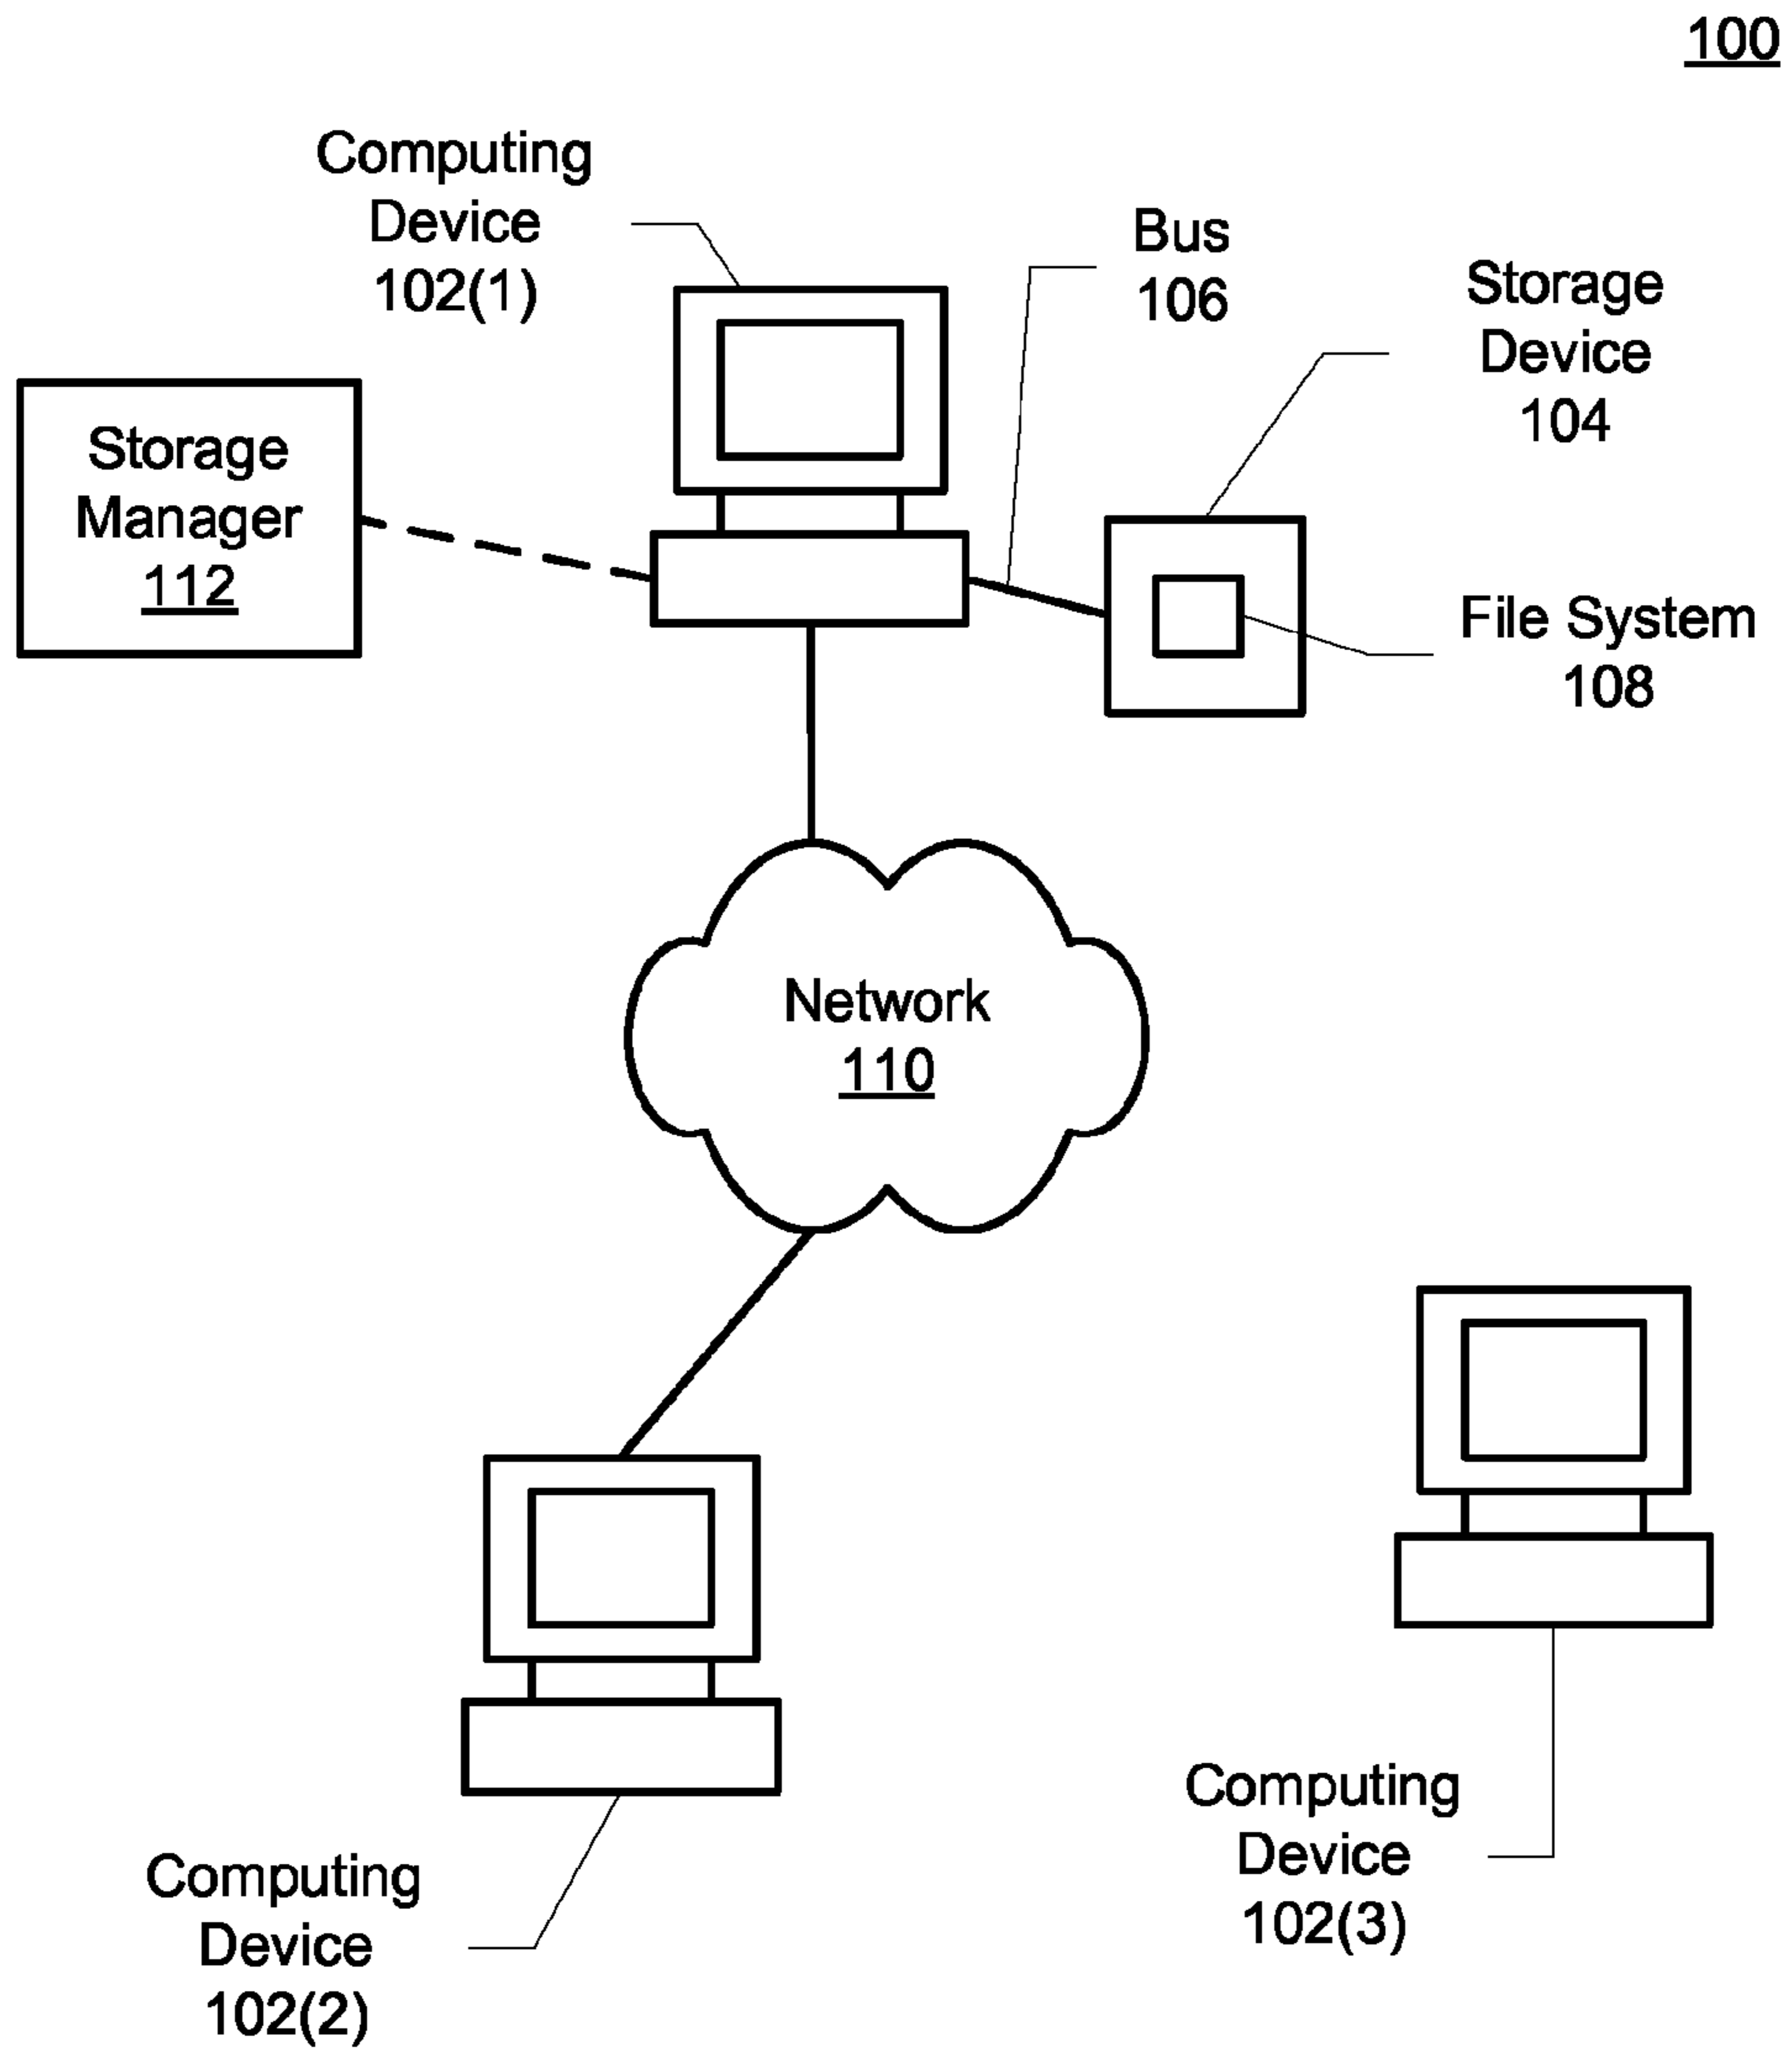 100
Computing
Device
102(1)
Bus
106
Storage
Device
104
Storage
Manager
112
File System
108
Network
110
Computing
Device
102(3)
Computing
Device
102(2)